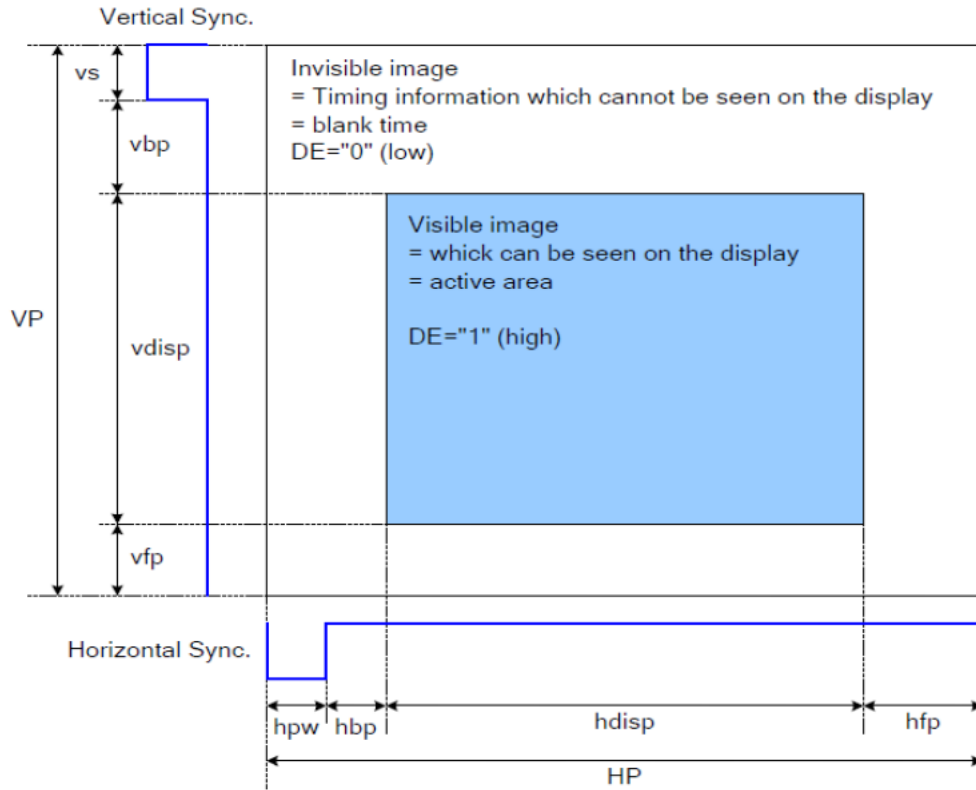 Vertical Sync.
vs
Invisible image
= Timing information which cannot be seen on the display
= blank time
DE="0" (low)
vbp
Visible image
= whick can be seen on the display
= active area
DE="1" (high)
VP
vdisp
vfp
Horizontal Sync.
hpw
hbp
hdisp
hfp
HP